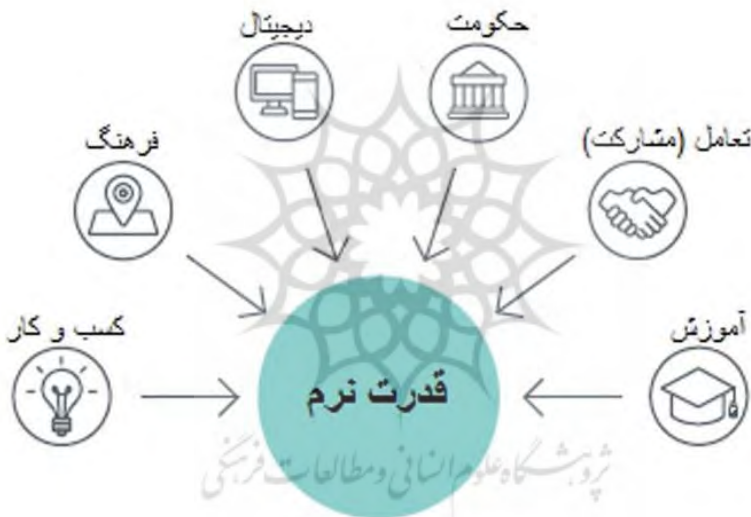 حکومت
دیجیتال
تعامل (مشارکت)
فرهنگ
آموزش
کسب و کار
قدرت نرم
پژوهشگاه علوم انسانی و مطالعات فرهنگی